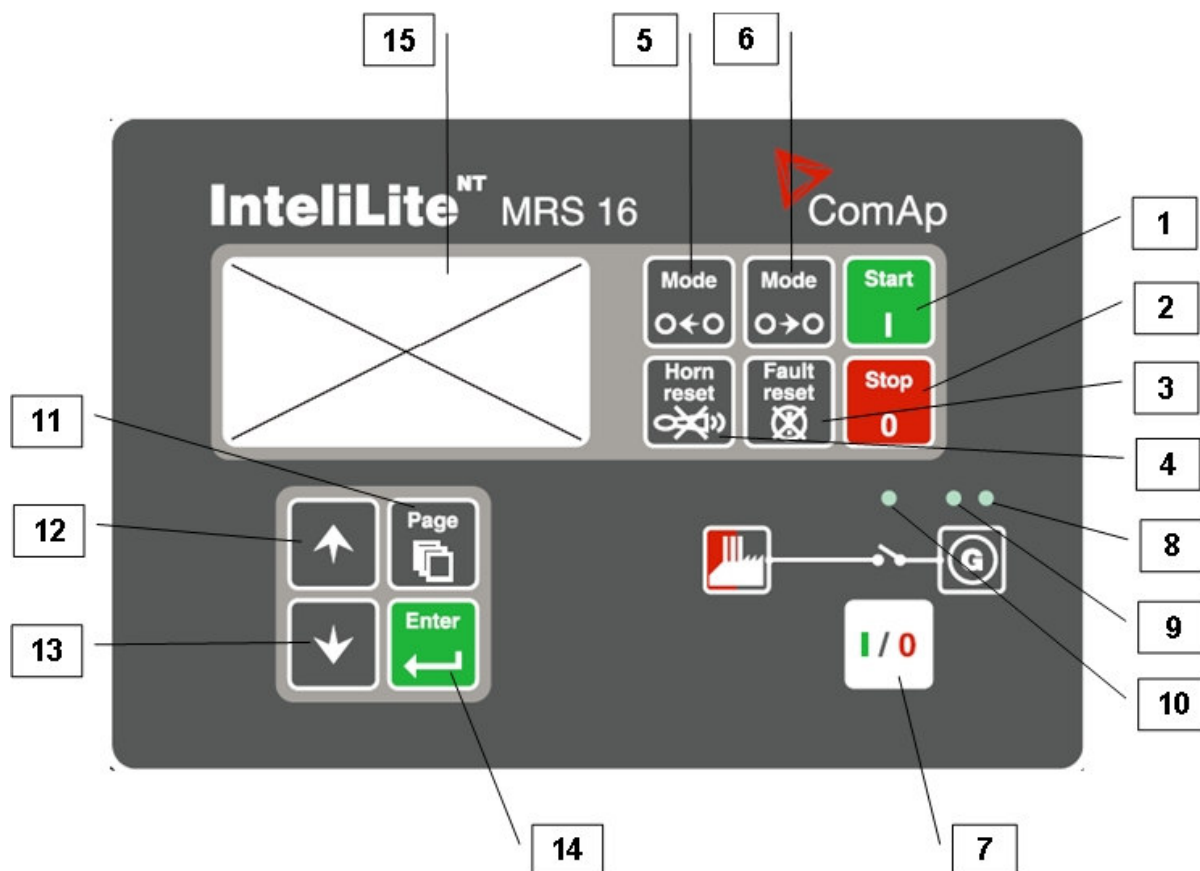 15 5 6
InteliLite NT MRS 16
ComAp
1
Mode Mode Start
I
2
Horn reset
Fault reset
Stop
0
3
11
4
12
Page
8
G
13
Enter
I / 0
9
10
14
7